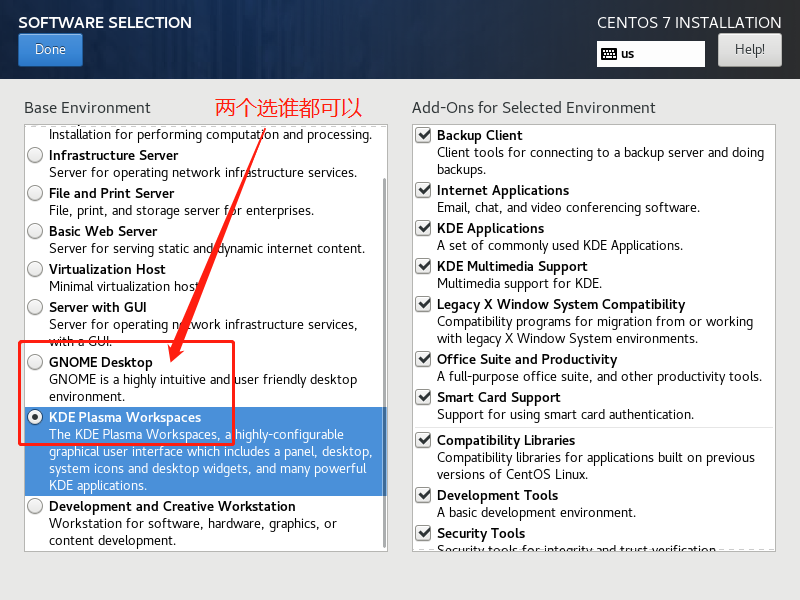 SOFTWARE SELECTION
CENTOS 7 INSTALLATION
Done
us
Help!
两个选谁都可以
Base Environment
Installation for performing computation and processing.
Infrastructure Server
Server for operating network infrastructure services.
File and Print Server
File, print, and storage server for enterprises.
Basic Web Server
Server for serving static and dynamic internet content.
Virtualization Host
Minimal virtualization host.
Server with GUI
Server for operating network infrastructure services,
with a GUI.
GNOME Desktop
GNOME is a highly intuitive and user friendly desktop
environment.
KDE Plasma Workspaces
The KDE Plasma Workspaces, a highly-configurable
graphical user interface which includes a panel, desktop,
system icons and desktop widgets, and many powerful
KDE applications.
Development and Creative Workstation
Workstation for software, hardware, graphics, or
content development.
Add-Ons for Selected Environment
Backup Client
Client tools for connecting to a backup server and doing
backups.
Internet Applications
Email, chat, and video conferencing software.
KDE Applications
A set of commonly used KDE Applications.
KDE Multimedia Support
Multimedia support for KDE.
Legacy X Window System Compatibility
Compatibility programs for migration from or working
with legacy X Window System environments.
Office Suite and Productivity
A full-purpose office suite, and other productivity tools.
Smart Card Support
Support for using smart card authentication.
Compatibility Libraries
Compatibility libraries for applications built on previous
versions of CentOS Linux.
Development Tools
A basic development environment.
Security Tools
Security tools for integrity and trust verification.